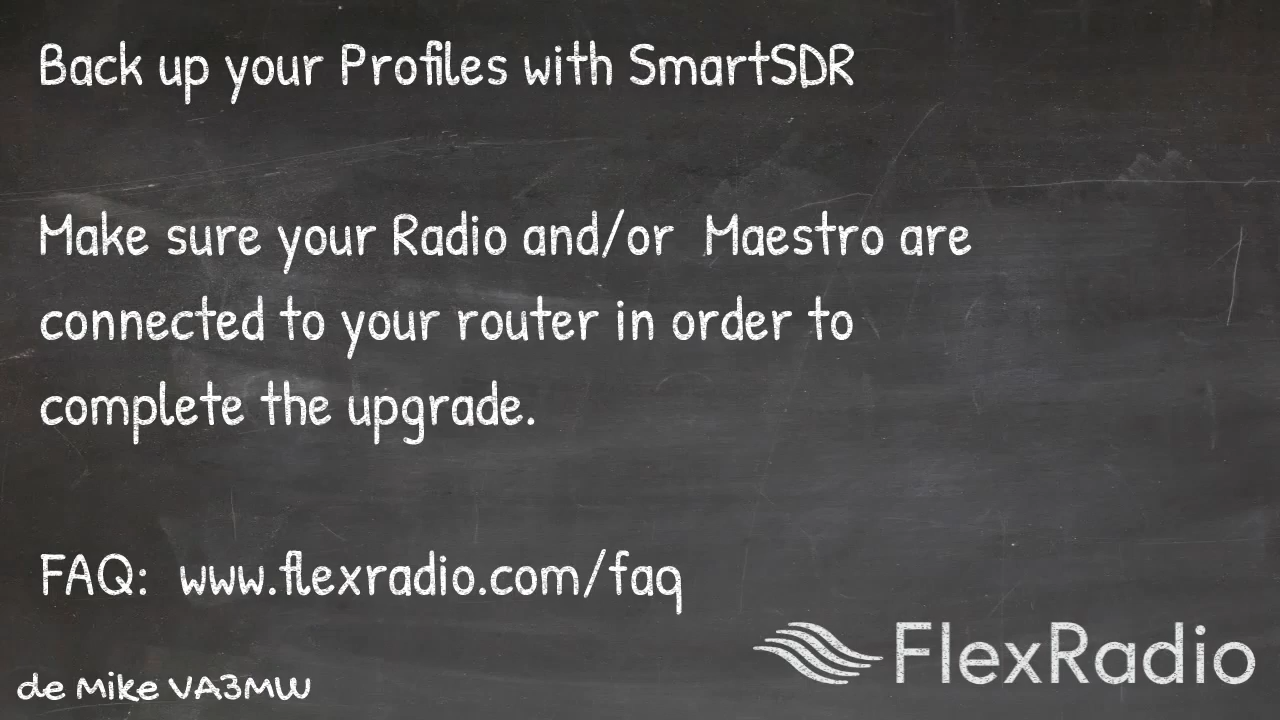 Back up your Profiles with SmartSDR
Make sure your Radio and/or Maestro are
connected to your router in order to
complete the upgrade.
FAQ: www.flexradio.com/faq
FlexRadio
de Mike VA3MW